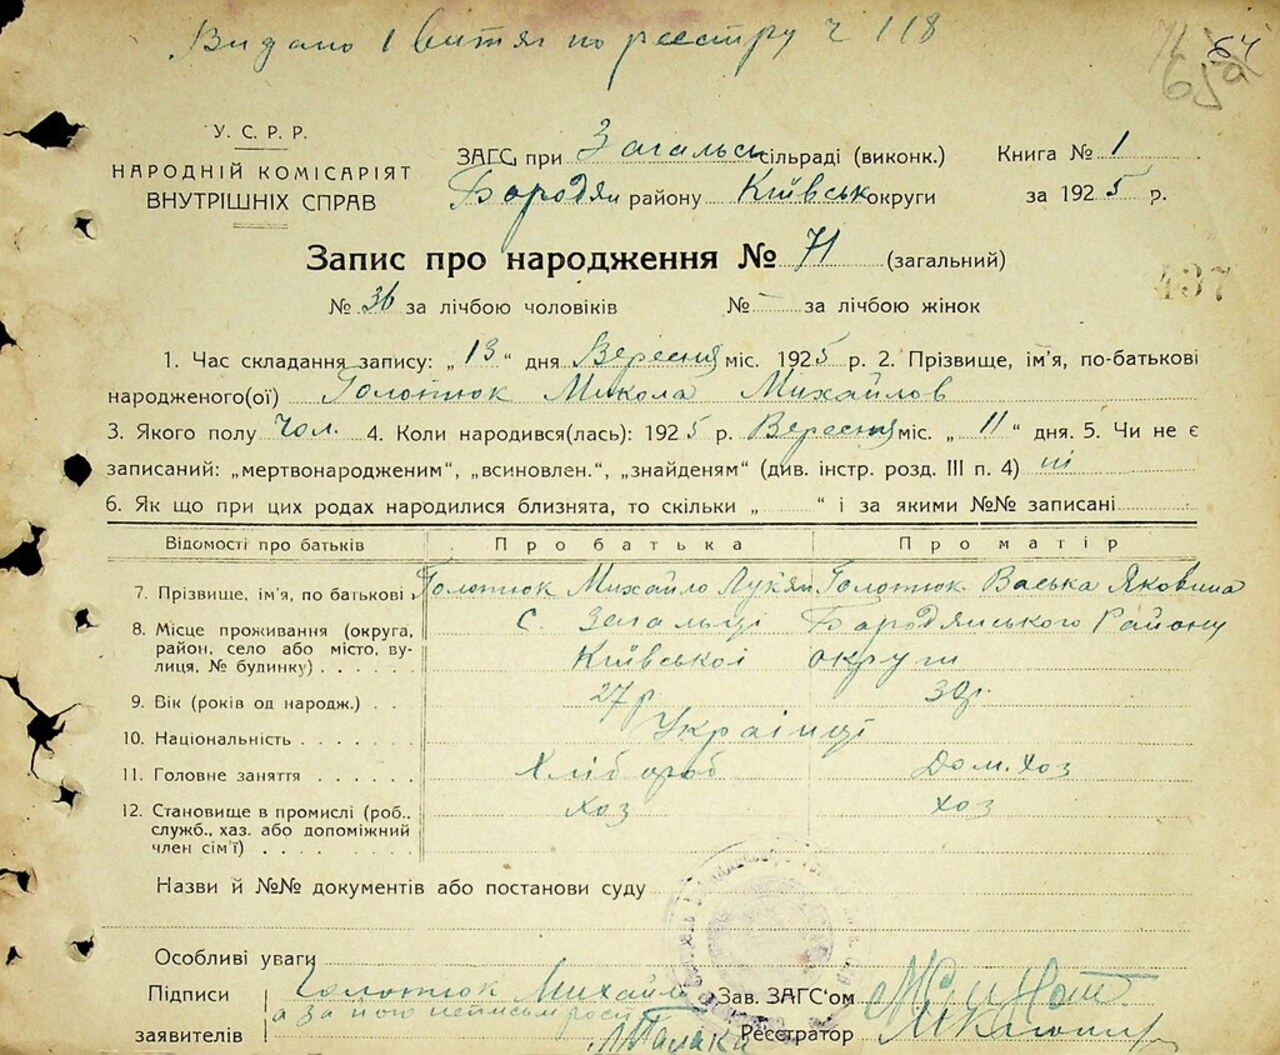 Видано 1 витяг по реєстру ч 118
64
65а
У. С. Р. Р.
НАРОДНІЙ КОМІСАРІЯТ
ВНУТРІШНІХ СПРАВ
ЗАГС при Загальс сільраді (виконк.) Книга № 1
Бородян району Київськ округи за 1925 р.
Запис про народження № 71 (загальний)
437
№ 36 за лічбою чоловіків № – за лічбою жінок
1. Час складання запису: „13“ дня Вересня міс. 1925 р. 2. Прізвище, ім'я, по-батькові
народженого(ої) Голотюк Микола Михайлов
3. Якого полу Чол. 4. Коли народився(лась): 1925 р. Вересня міс. „11“ дня. 5. Чи не є
записаний: „мертвонародженим“, „всиновлен.“, „знайденям“ (див. інстр. розд. III п. 4) ні
6. Як що при цих родах народилися близнята, то скільки „ “ і за якими №№ записані
Відомості про батьків Про батька Про матір
7. Прізвище, ім'я, по батькові Голотюк Михайло Лукян Голотюк Васька Яковина
8. Місце проживання (округа, район, село або місто, вулиця, № будинку) с. Загальці Бородянського Району
Київської округи
9. Вік (років од народж.) 27 р. 30 р.
10. Національність Українці
11. Головне заняття Хлібороб Дом. хоз
12. Становище в промислі (роб., служб., хаз. або допоміжний член сім'ї) хоз хоз
Назви й №№ документів або постанови суду
Особливі уваги
Підписи Голотюк Михайл Зав. ЗАГС'ом
а за його неписьменості
заявителів Реєстратор